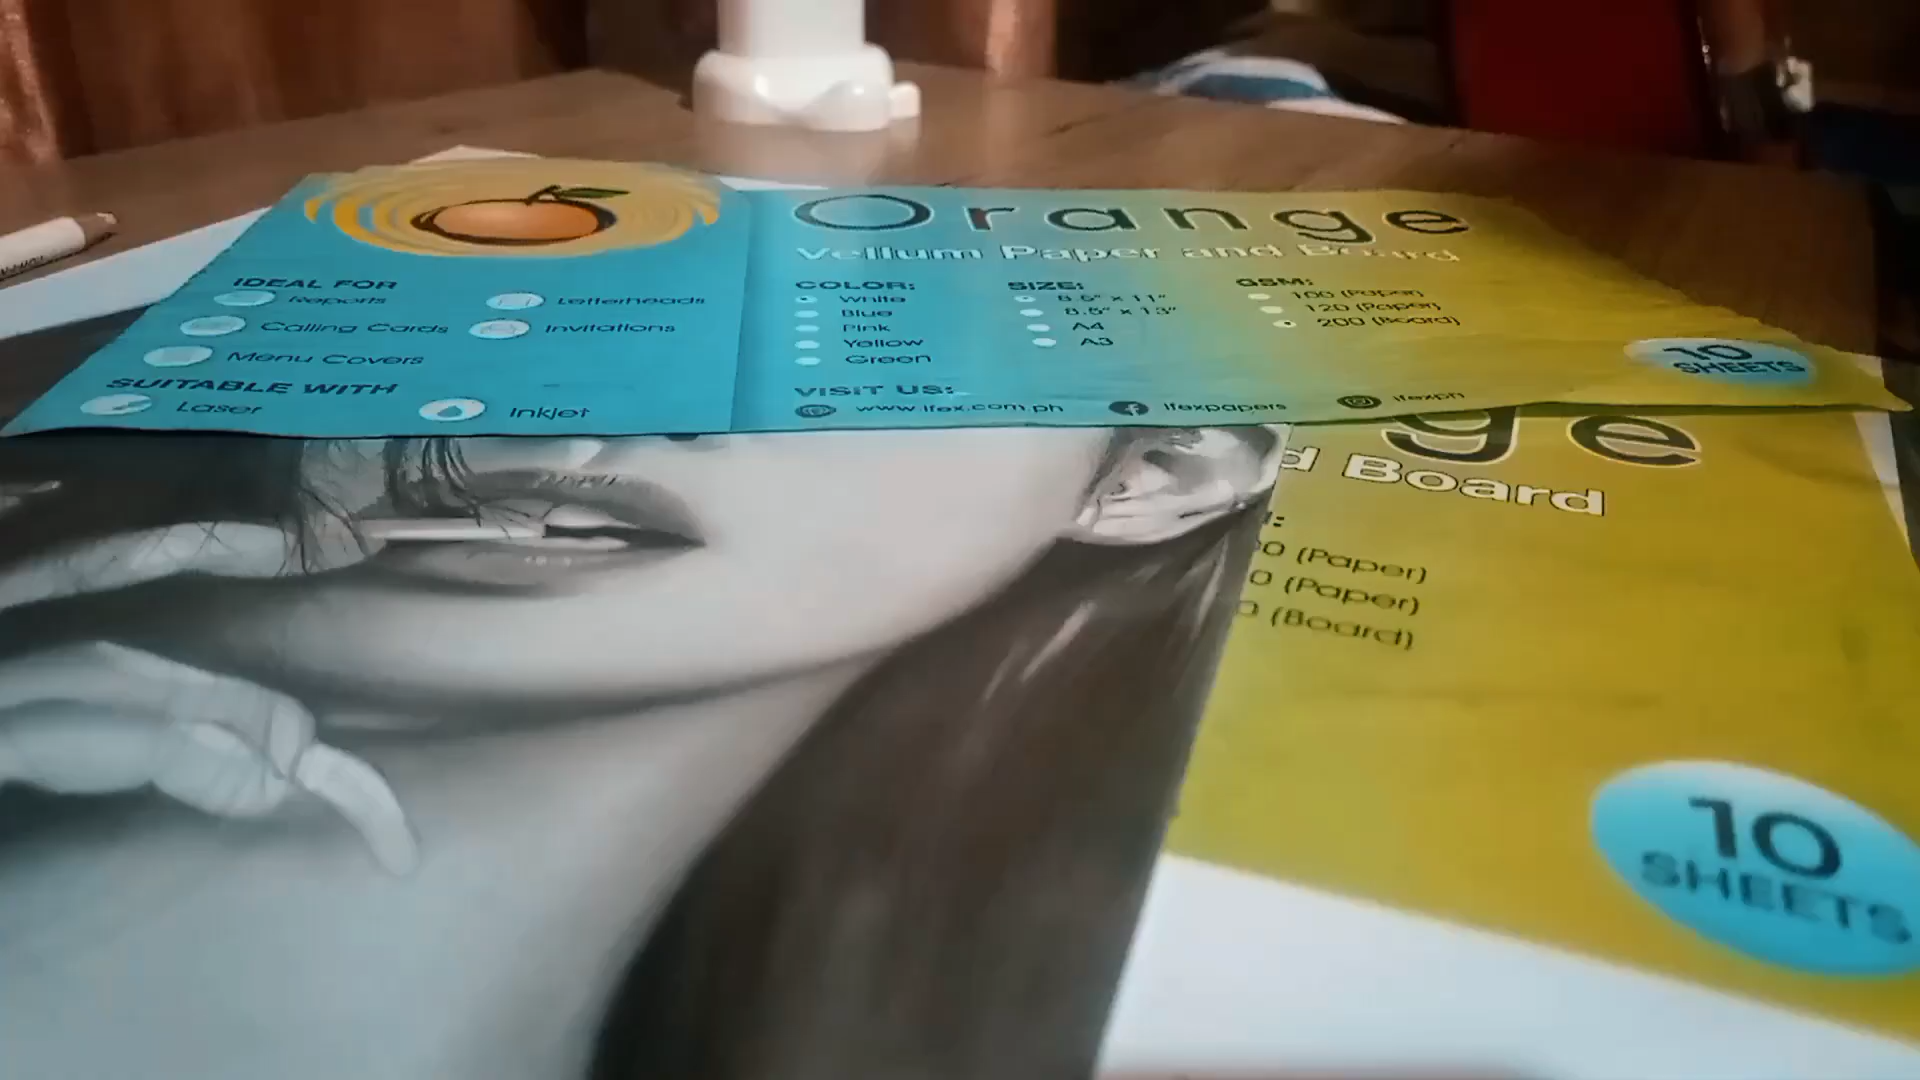 Orange
Vellum Paper and Board
IDEAL FOR
Reports
Letterheads
Calling Cards
Invitations
Menu Covers
SUITABLE WITH
Laser
Inkjet
COLOR:
White
Blue
Pink
Yellow
Green
SIZE:
8.5" x 11"
8.5" x 13"
A4
A3
GSM:
100 (Paper)
120 (Paper)
200 (Board)
VISIT US:
www.ifex.com.ph
ifexpapers
ifexph
10
SHEETS
ge
d Board
0 (Paper)
0 (Paper)
0 (Board)
10
SHEETS